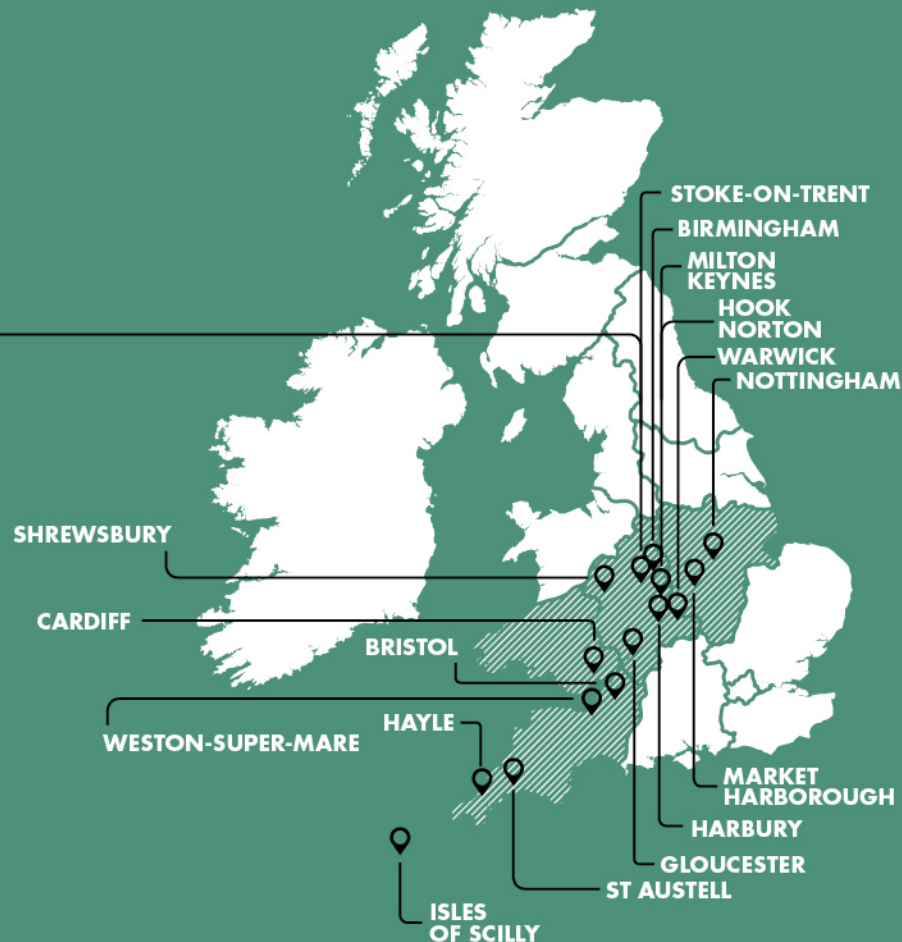 STOKE-ON-TRENT
BIRMINGHAM
MILTON
KEYNES
HOOK
NORTON
WARWICK
NOTTINGHAM
SHREWSBURY
CARDIFF
BRISTOL
HAYLE
WESTON-SUPER-MARE
MARKET
HARBOROUGH
HARBURY
GLOUCESTER
ST AUSTELL
ISLES
OF SCILLY